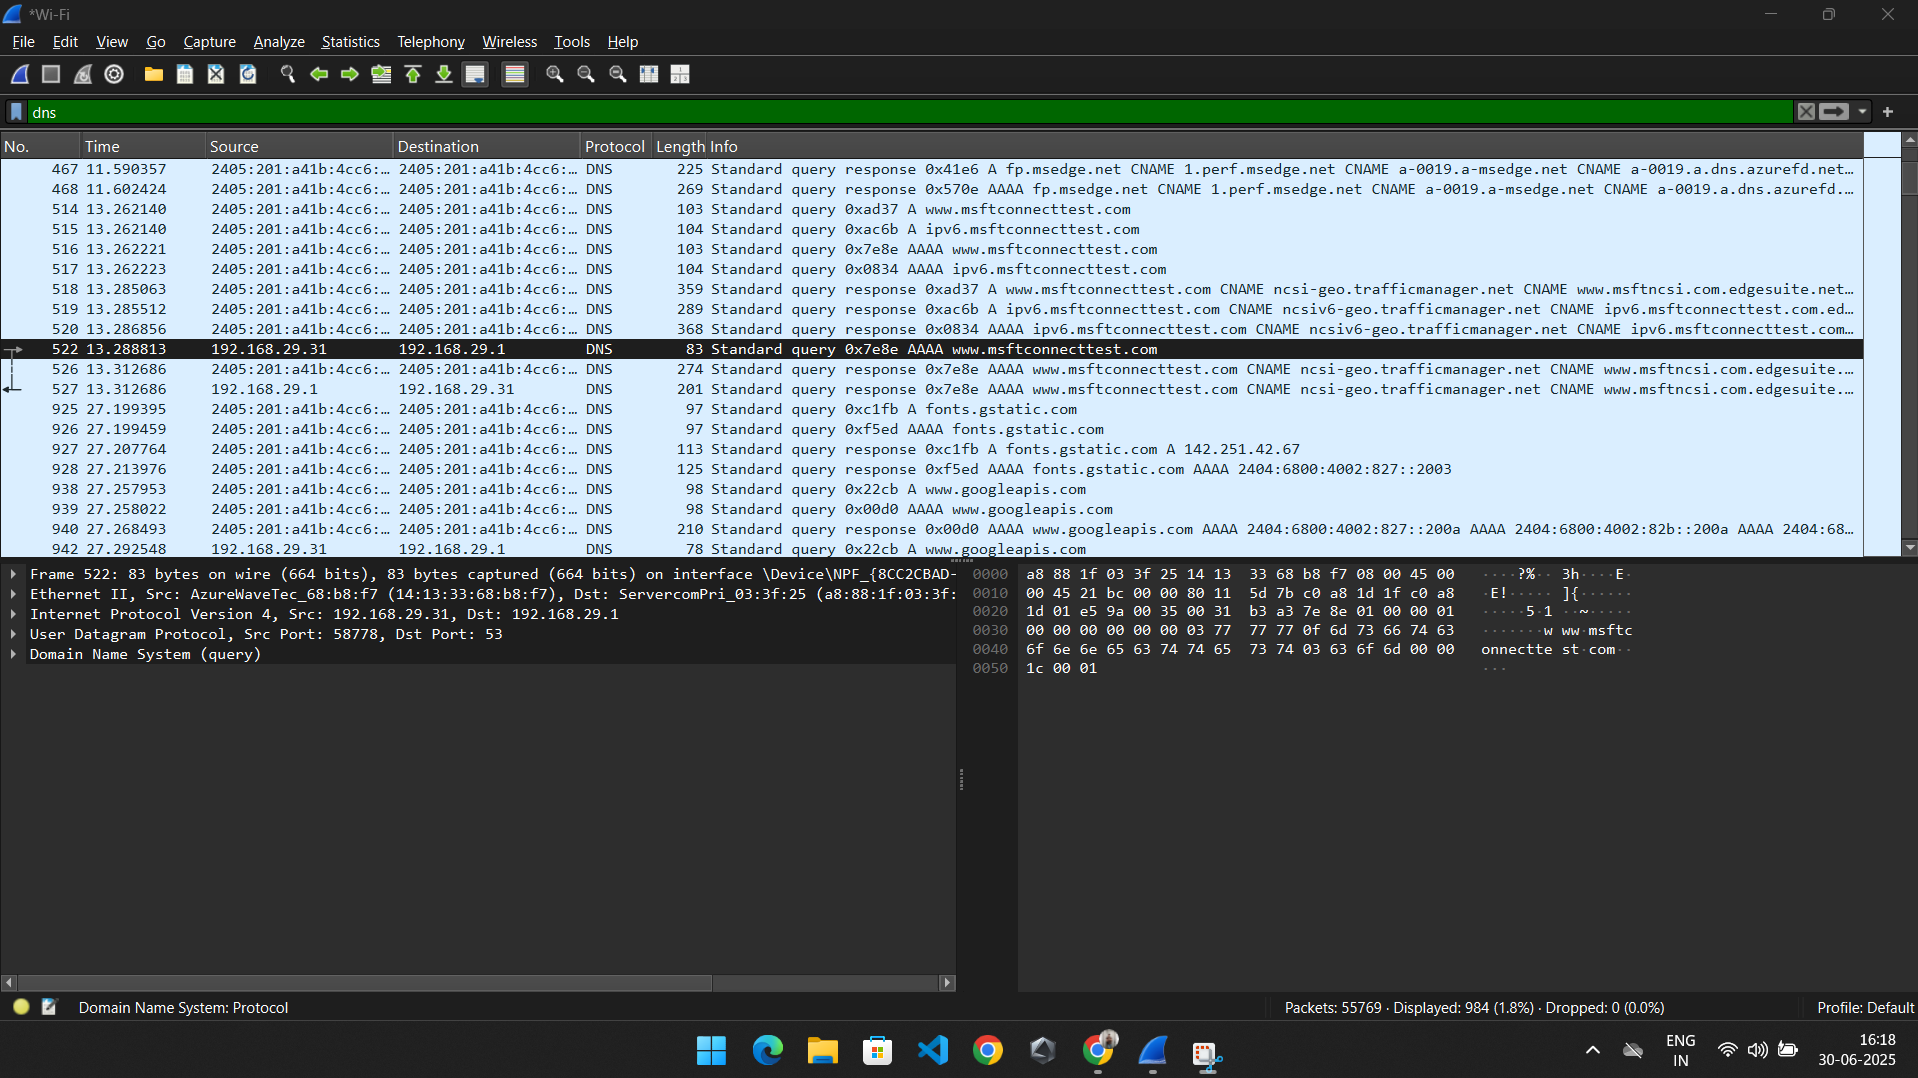 *Wi-Fi
File Edit View Go Capture Analyze Statistics Telephony Wireless Tools Help
dns
No. Time Source Destination Protocol Length Info
467 11.590357 2405:201:a41b:4cc6:… 2405:201:a41b:4cc6:… DNS 225 Standard query response 0x41e6 A fp.msedge.net CNAME 1.perf.msedge.net CNAME a-0019.a-msedge.net CNAME a-0019.a.dns.azurefd.net…
468 11.602424 2405:201:a41b:4cc6:… 2405:201:a41b:4cc6:… DNS 269 Standard query response 0x570e AAAA fp.msedge.net CNAME 1.perf.msedge.net CNAME a-0019.a-msedge.net CNAME a-0019.a.dns.azurefd.…
514 13.262140 2405:201:a41b:4cc6:… 2405:201:a41b:4cc6:… DNS 103 Standard query 0xad37 A www.msftconnecttest.com
515 13.262140 2405:201:a41b:4cc6:… 2405:201:a41b:4cc6:… DNS 104 Standard query 0xac6b A ipv6.msftconnecttest.com
516 13.262221 2405:201:a41b:4cc6:… 2405:201:a41b:4cc6:… DNS 103 Standard query 0x7e8e AAAA www.msftconnecttest.com
517 13.262223 2405:201:a41b:4cc6:… 2405:201:a41b:4cc6:… DNS 104 Standard query 0x0834 AAAA ipv6.msftconnecttest.com
518 13.285063 2405:201:a41b:4cc6:… 2405:201:a41b:4cc6:… DNS 359 Standard query response 0xad37 A www.msftconnecttest.com CNAME ncsi-geo.trafficmanager.net CNAME www.msftncsi.com.edgesuite.net…
519 13.285512 2405:201:a41b:4cc6:… 2405:201:a41b:4cc6:… DNS 289 Standard query response 0xac6b A ipv6.msftconnecttest.com CNAME ncsiv6-geo.trafficmanager.net CNAME ipv6.msftncsi.com.ed…
520 13.286856 2405:201:a41b:4cc6:… 2405:201:a41b:4cc6:… DNS 368 Standard query response 0x0834 AAAA ipv6.msftconnecttest.com CNAME ncsiv6-geo.trafficmanager.net CNAME ipv6.msftncsi.com…
522 13.288813 192.168.29.31 192.168.29.1 DNS 83 Standard query 0x7e8e AAAA www.msftconnecttest.com
526 13.312686 2405:201:a41b:4cc6:… 2405:201:a41b:4cc6:… DNS 274 Standard query response 0x7e8e AAAA www.msftconnecttest.com CNAME ncsi-geo.trafficmanager.net CNAME www.msftncsi.com.edgesuite.…
527 13.312686 192.168.29.1 192.168.29.31 DNS 201 Standard query response 0x7e8e AAAA www.msftconnecttest.com CNAME ncsi-geo.trafficmanager.net CNAME www.msftncsi.com.edgesuite.…
925 27.199395 2405:201:a41b:4cc6:… 2405:201:a41b:4cc6:… DNS 97 Standard query 0xc1fb A fonts.gstatic.com
926 27.199459 2405:201:a41b:4cc6:… 2405:201:a41b:4cc6:… DNS 97 Standard query 0xf5ed AAAA fonts.gstatic.com
927 27.207764 2405:201:a41b:4cc6:… 2405:201:a41b:4cc6:… DNS 113 Standard query response 0xc1fb A fonts.gstatic.com A 142.251.42.67
928 27.213976 2405:201:a41b:4cc6:… 2405:201:a41b:4cc6:… DNS 125 Standard query response 0xf5ed AAAA fonts.gstatic.com AAAA 2404:6800:4002:827::2003
938 27.257953 2405:201:a41b:4cc6:… 2405:201:a41b:4cc6:… DNS 98 Standard query 0x22cb A www.googleapis.com
939 27.258022 2405:201:a41b:4cc6:… 2405:201:a41b:4cc6:… DNS 98 Standard query 0x00d0 AAAA www.googleapis.com
940 27.268493 2405:201:a41b:4cc6:… 2405:201:a41b:4cc6:… DNS 210 Standard query response 0x00d0 AAAA www.googleapis.com AAAA 2404:6800:4002:827::200a AAAA 2404:6800:4002:82b::200a AAAA 2404:68…
942 27.292548 192.168.29.31 192.168.29.1 DNS 78 Standard query 0x22cb A www.googleapis.com
Frame 522: 83 bytes on wire (664 bits), 83 bytes captured (664 bits) on interface \Device\NPF_{8CC2CBAD-
Ethernet II, Src: AzureWaveTec_68:b8:f7 (14:13:33:68:b8:f7), Dst: ServercomPri_03:3f:25 (a8:88:1f:03:3f:
Internet Protocol Version 4, Src: 192.168.29.31, Dst: 192.168.29.1
User Datagram Protocol, Src Port: 58778, Dst Port: 53
Domain Name System (query)
0000 a8 88 1f 03 3f 25 14 13 33 68 b8 f7 08 00 45 00 ····?%·· 3h····E·
0010 00 45 21 bc 00 00 80 11 5d 7b c0 a8 1d 1f c0 a8 ·E!····· ]{······
0020 1d 01 e5 9a 00 35 00 31 b3 a3 7e 8e 01 00 00 01 ·····5·1 ··~·····
0030 00 00 00 00 00 00 03 77 77 77 0f 6d 73 66 74 63 ·······w ww·msftc
0040 6f 6e 6e 65 63 74 74 65 73 74 03 63 6f 6d 00 00 onnectte st·com··
0050 1c 00 01 ···
Domain Name System: Protocol
Packets: 55769 · Displayed: 984 (1.8%) · Dropped: 0 (0.0%)
Profile: Default
ENG
IN
16:18
30-06-2025